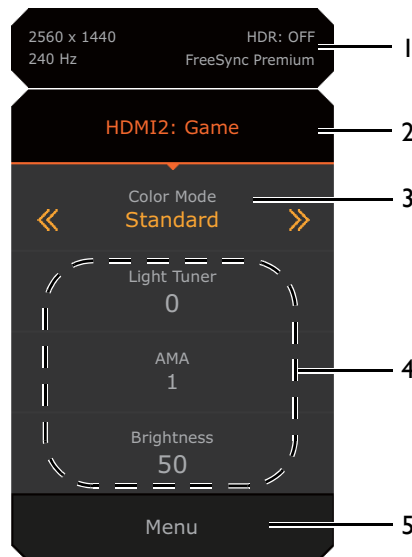 2560 x 1440 HDR: OFF
240 Hz FreeSync Premium
1
HDMI2: Game
2
Color Mode
3
Standard
Light Tuner
0
AMA
1
4
Brightness
50
Menu
5